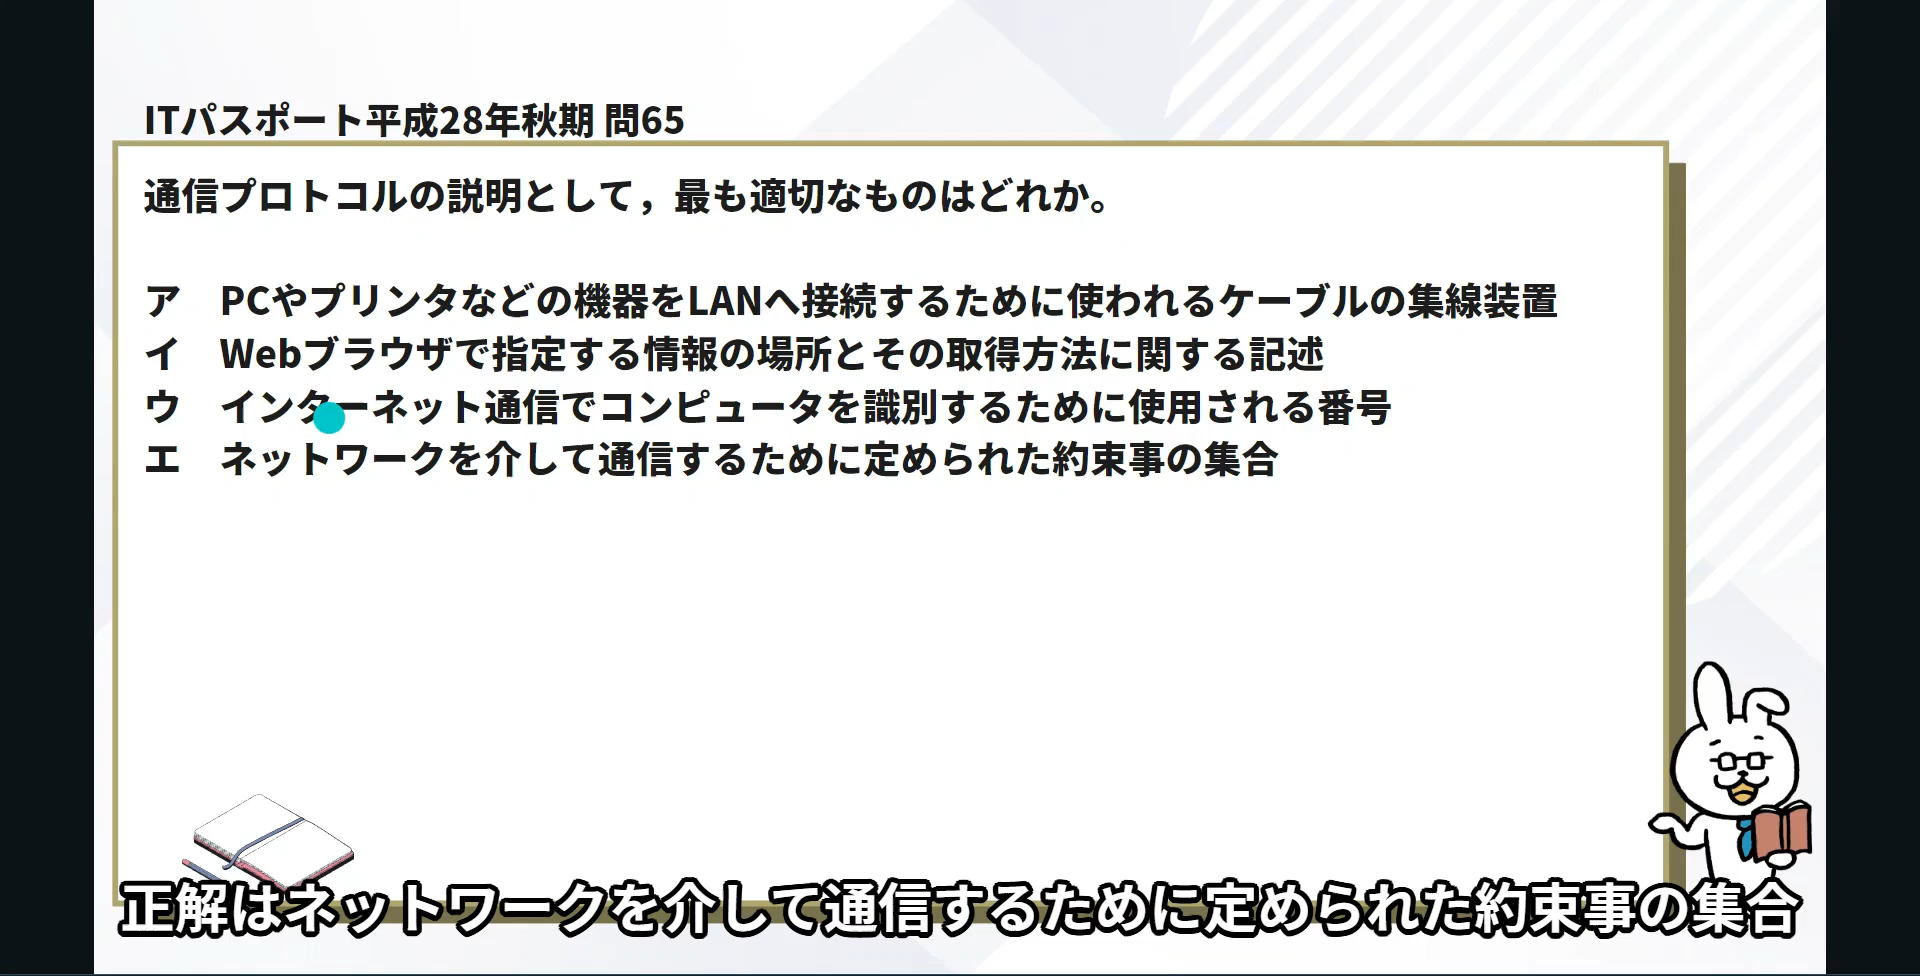 ITパスポート平成28年秋期 問65
通信プロトコルの説明として，最も適切なものはどれか。
ア　PCやプリンタなどの機器をLANへ接続するために使われるケーブルの集線装置
イ　Webブラウザで指定する情報の場所とその取得方法に関する記述
ウ　インターネット通信でコンピュータを識別するために使用される番号
エ　ネットワークを介して通信するために定められた約束事の集合
正解はネットワークを介して通信するために定められた約束事の集合